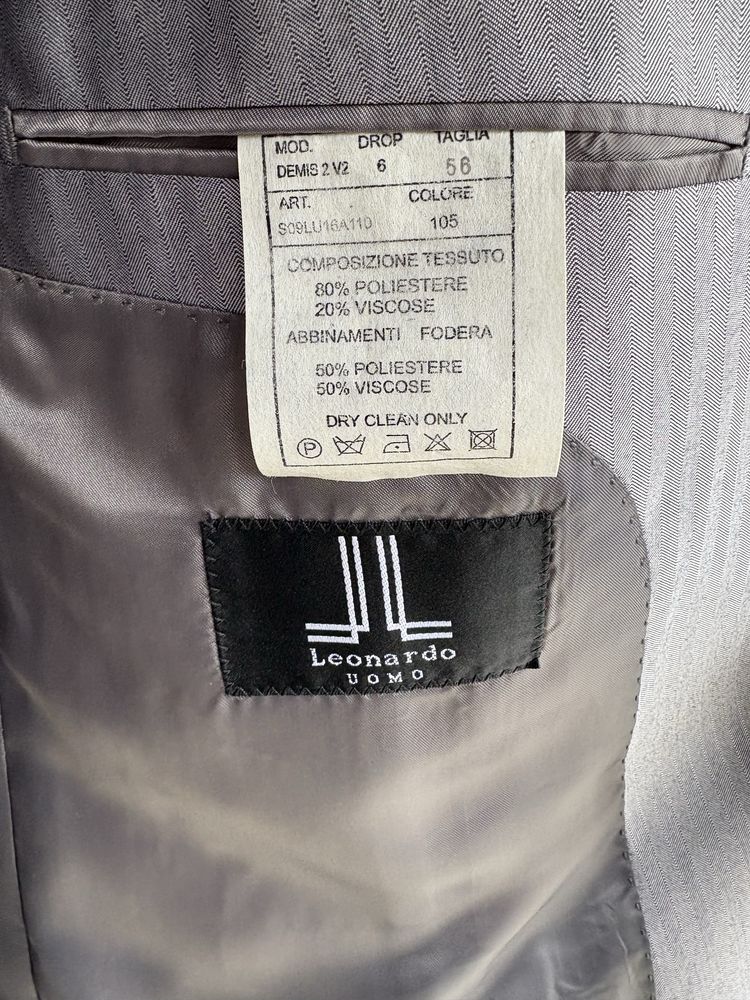 MOD. DROP TAGLIA
DEMIS 2 V2 6 56
ART. COLORE
S09LU16A110 105
COMPOSIZIONE TESSUTO
80% POLIESTERE
20% VISCOSE
ABBINAMENTI FODERA
50% POLIESTERE
50% VISCOSE
DRY CLEAN ONLY
P
Leonardo
UOMO